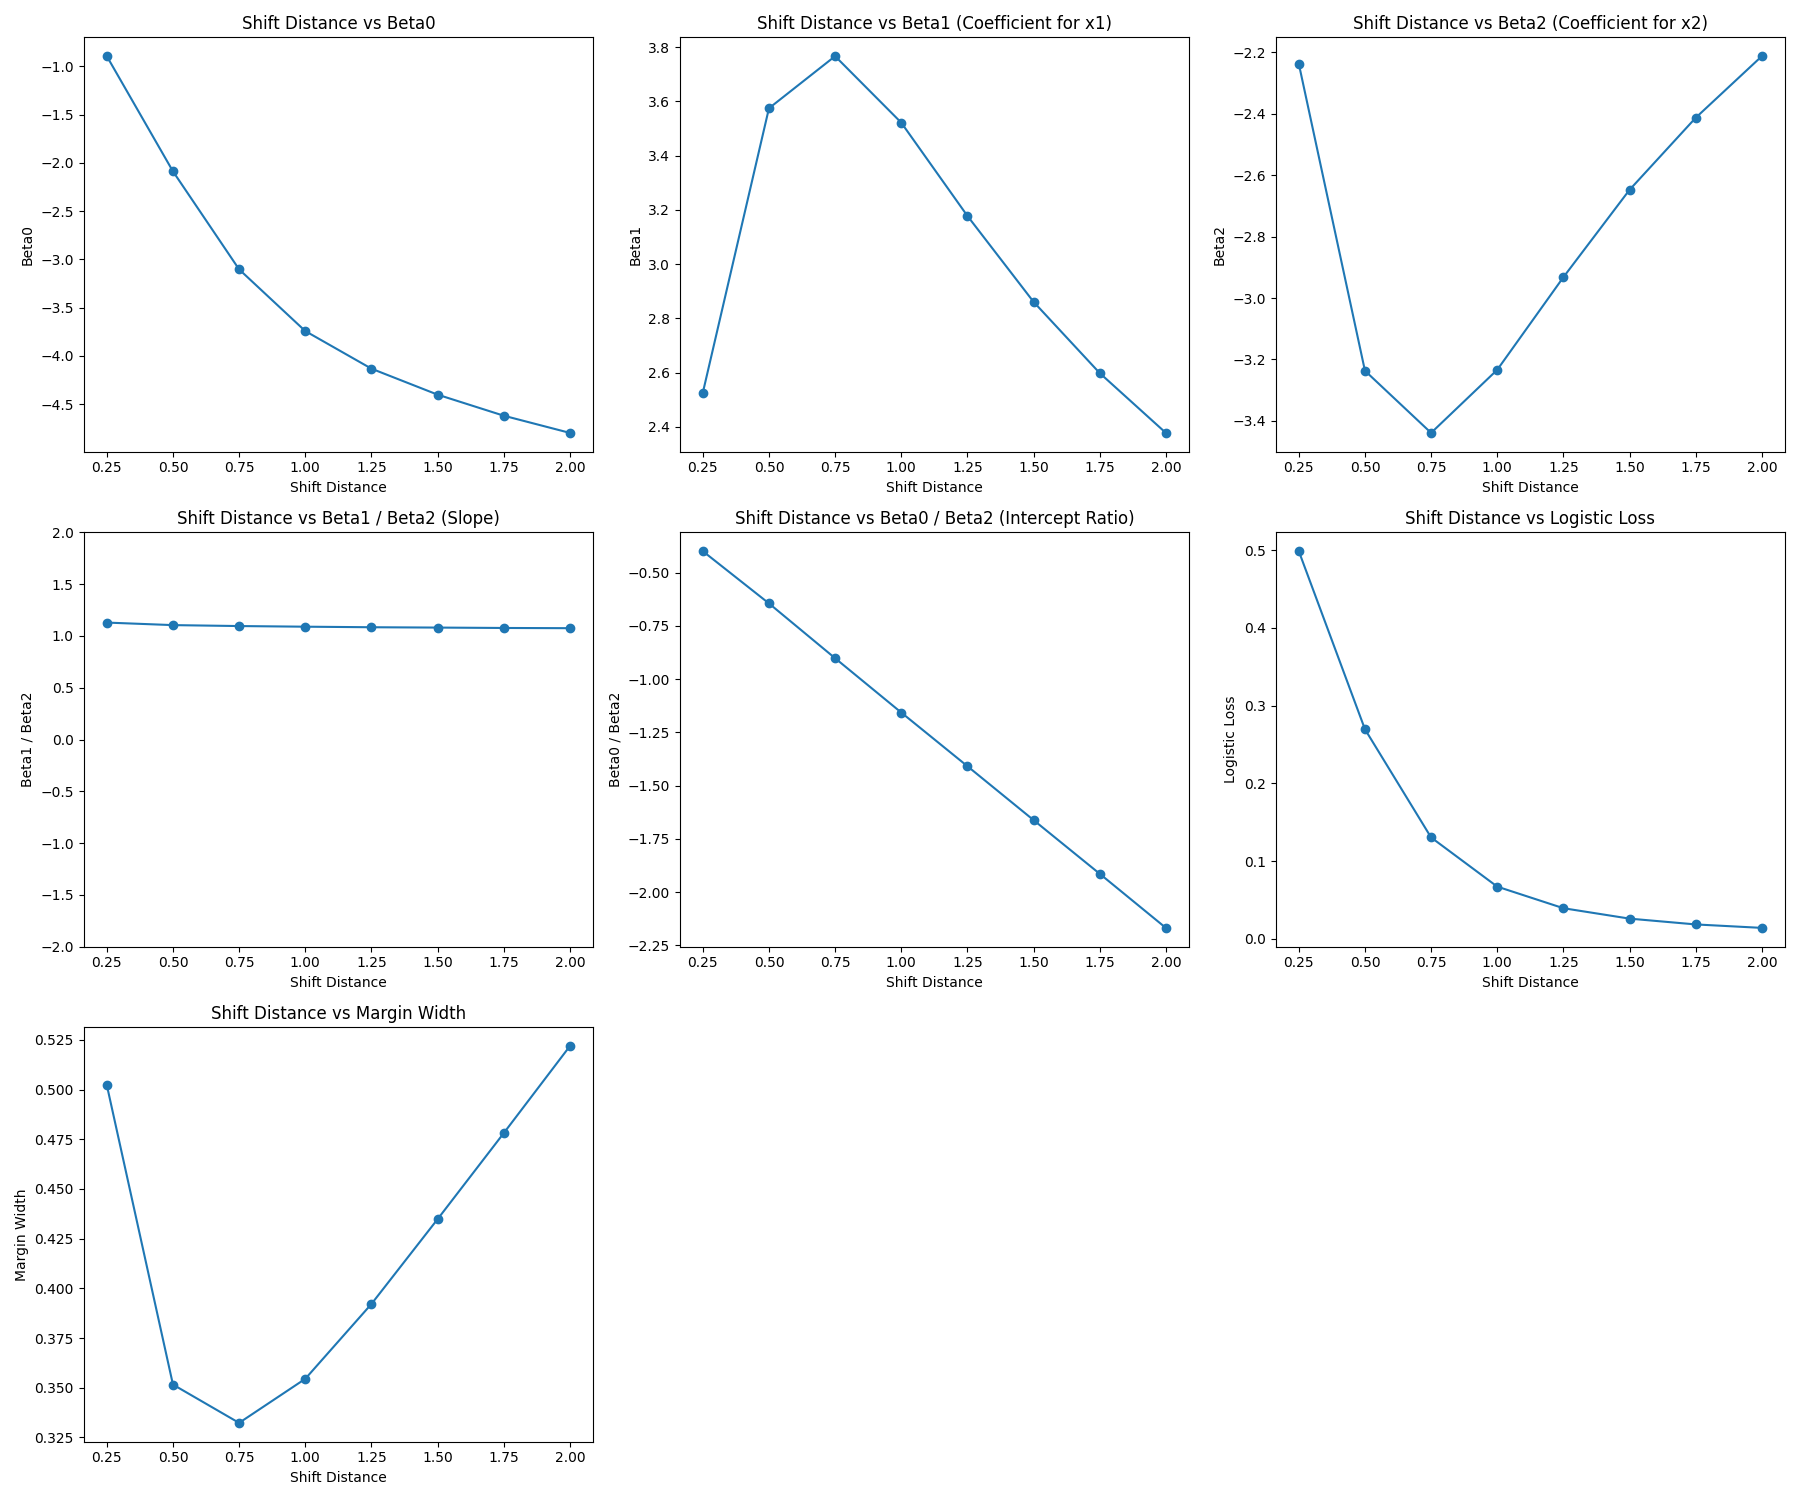 Shift Distance vs Beta0
Beta0
−1.0
−1.5
−2.0
−2.5
−3.0
−3.5
−4.0
−4.5
0.25 0.50 0.75 1.00 1.25 1.50 1.75 2.00
Shift Distance
Shift Distance vs Beta1 (Coefficient for x1)
Beta1
3.8
3.6
3.4
3.2
3.0
2.8
2.6
2.4
0.25 0.50 0.75 1.00 1.25 1.50 1.75 2.00
Shift Distance
Shift Distance vs Beta2 (Coefficient for x2)
Beta2
−2.2
−2.4
−2.6
−2.8
−3.0
−3.2
−3.4
0.25 0.50 0.75 1.00 1.25 1.50 1.75 2.00
Shift Distance
Shift Distance vs Beta1 / Beta2 (Slope)
Beta1 / Beta2
2.0
1.5
1.0
0.5
0.0
−0.5
−1.0
−1.5
−2.0
0.25 0.50 0.75 1.00 1.25 1.50 1.75 2.00
Shift Distance
Shift Distance vs Beta0 / Beta2 (Intercept Ratio)
Beta0 / Beta2
−0.50
−0.75
−1.00
−1.25
−1.50
−1.75
−2.00
−2.25
0.25 0.50 0.75 1.00 1.25 1.50 1.75 2.00
Shift Distance
Shift Distance vs Logistic Loss
Logistic Loss
0.5
0.4
0.3
0.2
0.1
0.0
0.25 0.50 0.75 1.00 1.25 1.50 1.75 2.00
Shift Distance
Shift Distance vs Margin Width
Margin Width
0.525
0.500
0.475
0.450
0.425
0.400
0.375
0.350
0.325
0.25 0.50 0.75 1.00 1.25 1.50 1.75 2.00
Shift Distance